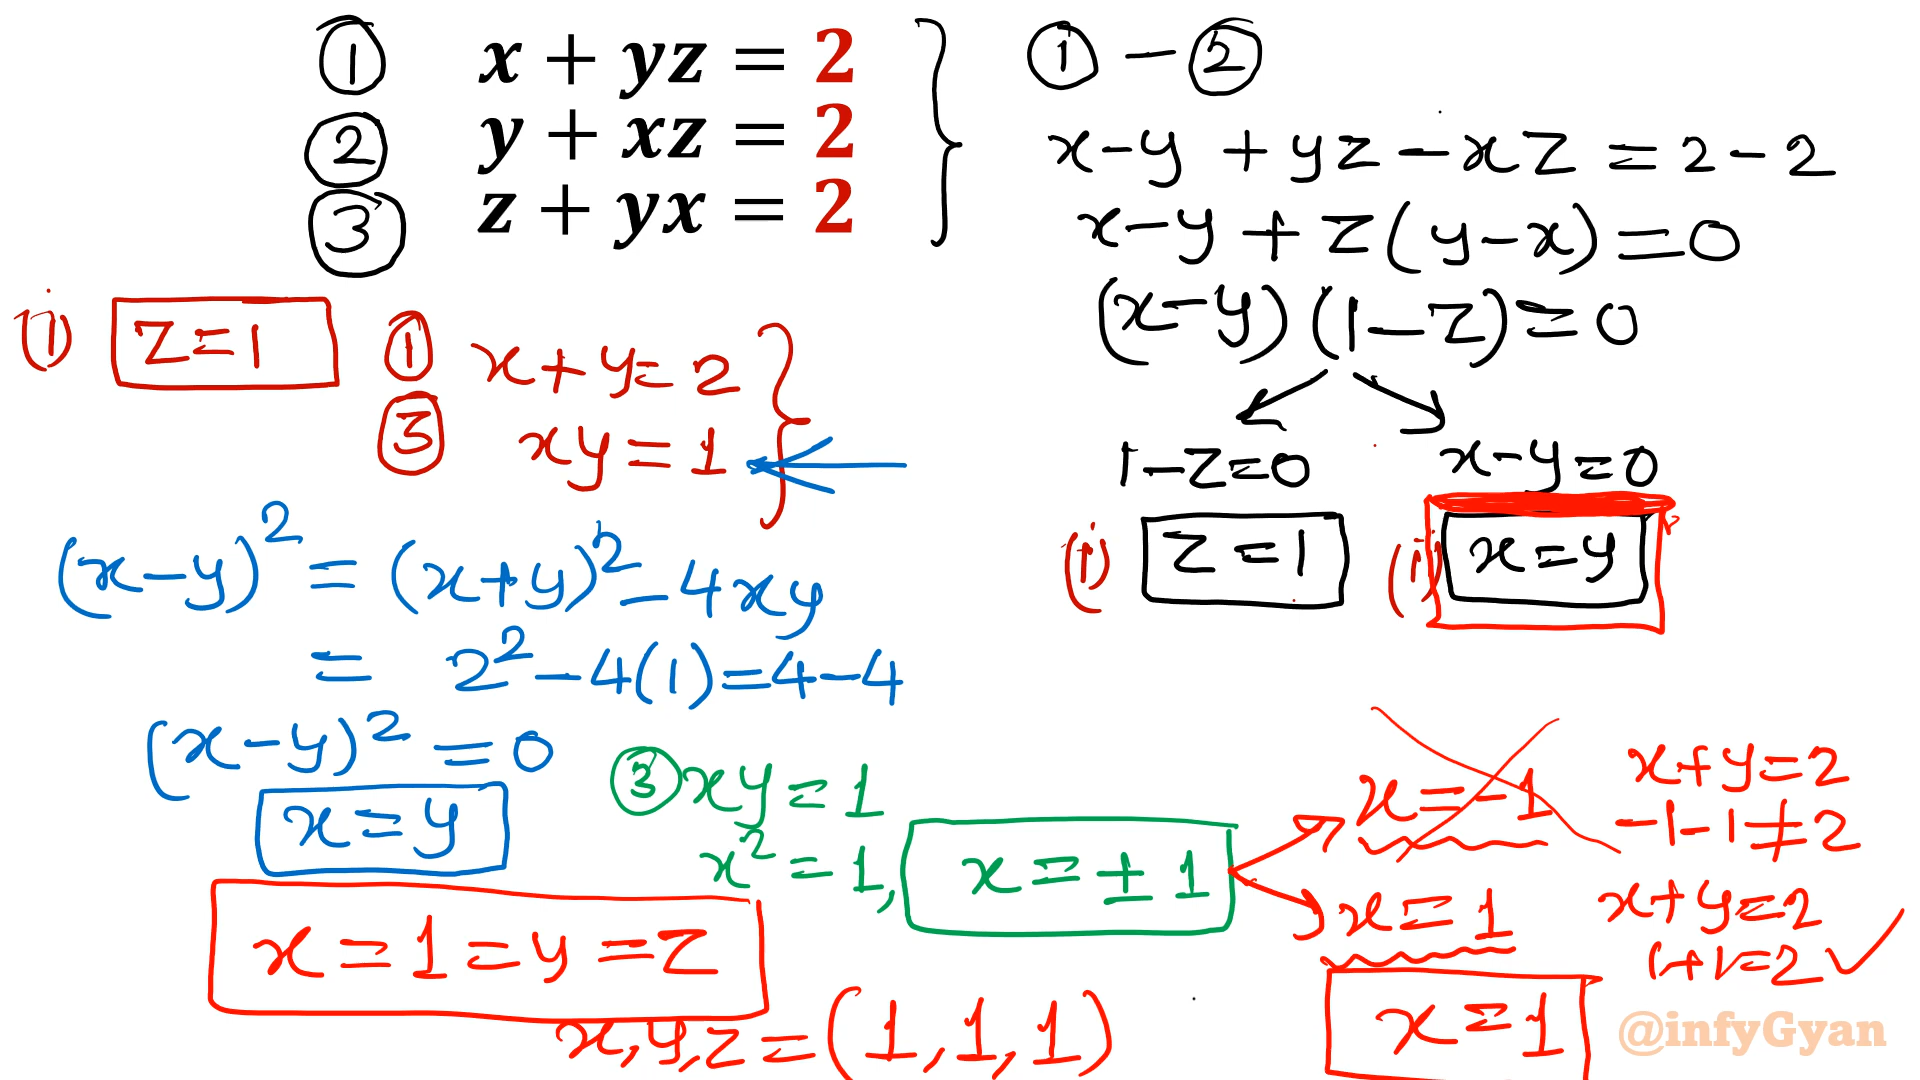 ① x + yz = 2
② y + xz = 2
③ z + yx = 2
① - ②
x-y + yz - xz = 2-2
x-y + z(y-x) = 0
(x-y) (1-z) = 0
1-z=0
x-y=0
(i) z=1
(ii) x=y
(i) z=1
① x+y=2
③ xy=1
(x-y)² = (x+y)² - 4xy
= 2² - 4(1) = 4-4
(x-y)² = 0
x=y
③ xy=1
x²=1, x=±1
x=-1
x+y=2
-1-1≠2
x=1
x+y=2
1+1=2 ✓
x=1
x=1=y=z
x,y,z = (1,1,1)
@infyGyan